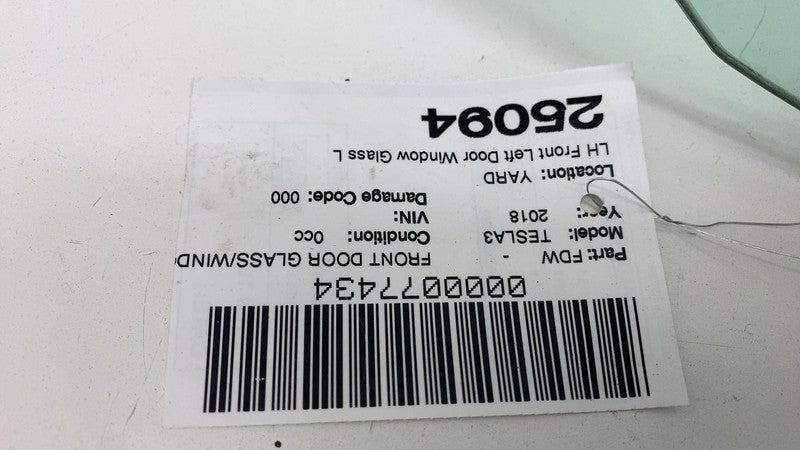 0000077434
Part: FDW - FRONT DOOR GLASS/WIND
Model: TESLA3 Condition: 0cc
Year: 2018 VIN:
Damage Code: 000
Location: YARD
LH Front Left Door Window Glass L
25094